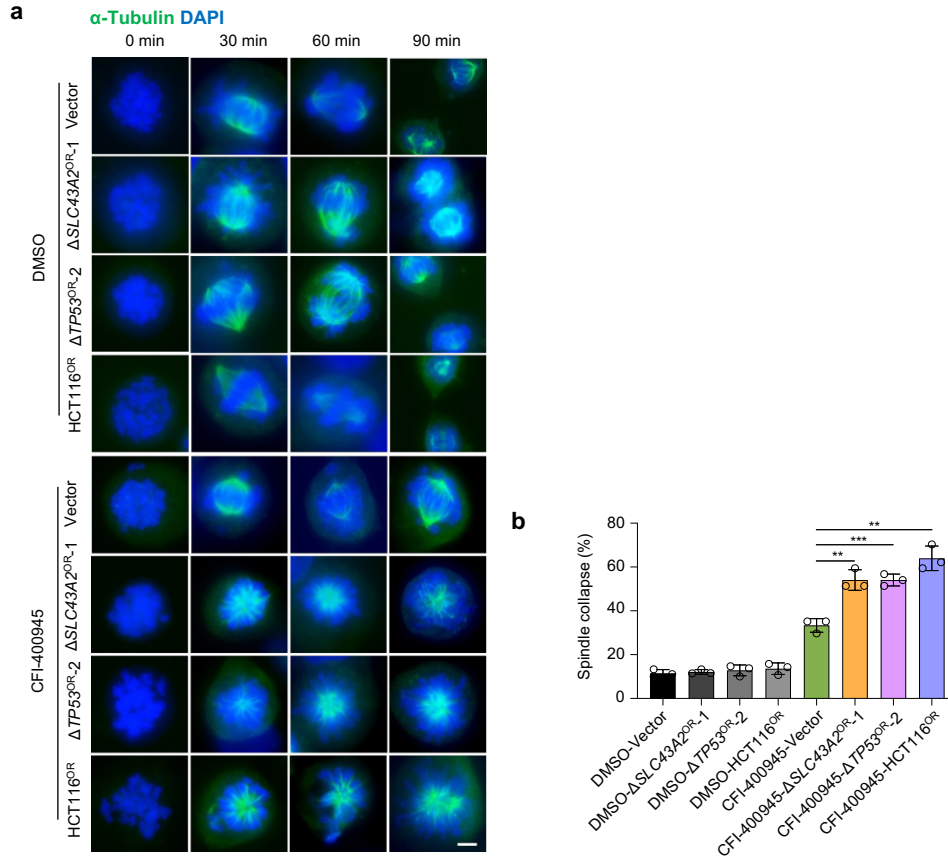 a
α-Tubulin DAPI
0 min 30 min 60 min 90 min
DMSO
Vector
ΔSLC43A2ᴼᴿ-1
ΔTP53ᴼᴿ-2
HCT116ᴼᴿ
CFI-400945
Vector
ΔSLC43A2ᴼᴿ-1
ΔTP53ᴼᴿ-2
HCT116ᴼᴿ
b
Spindle collapse (%)
80
60
40
20
0
**
***
**
DMSO-Vector
DMSO-ΔSLC43A2ᴼᴿ-1
DMSO-ΔTP53ᴼᴿ-2
DMSO-HCT116ᴼᴿ
CFI-400945-Vector
CFI-400945-ΔSLC43A2ᴼᴿ-1
CFI-400945-ΔTP53ᴼᴿ-2
CFI-400945-HCT116ᴼᴿ